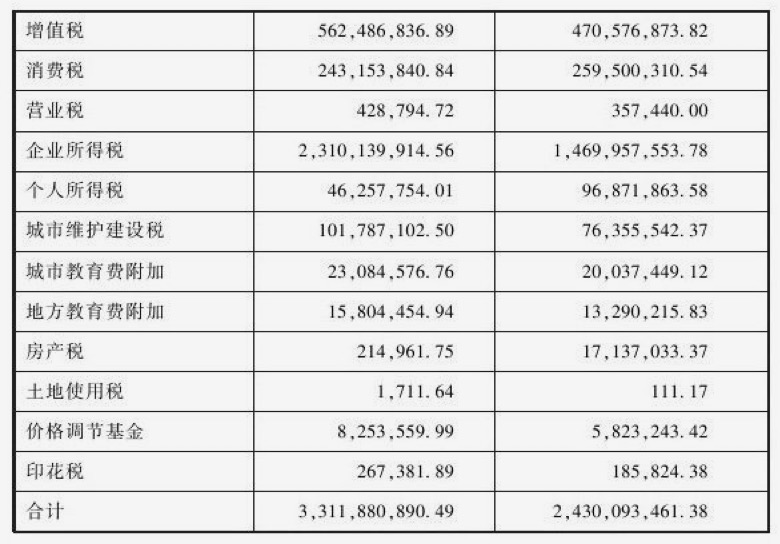 增值税 562,486,836.89 470,576,873.82
消费税 243,153,840.84 259,500,310.54
营业税 428,794.72 357,440.00
企业所得税 2,310,139,914.56 1,469,957,553.78
个人所得税 46,257,754.01 96,871,863.58
城市维护建设税 101,787,102.50 76,355,542.37
城市教育费附加 23,084,576.76 20,037,449.12
地方教育费附加 15,804,454.94 13,290,215.83
房产税 214,961.75 17,137,033.37
土地使用税 1,711.64 111.17
价格调节基金 8,253,559.99 5,823,243.42
印花税 267,381.89 185,824.38
合计 3,311,880,890.49 2,430,093,461.38